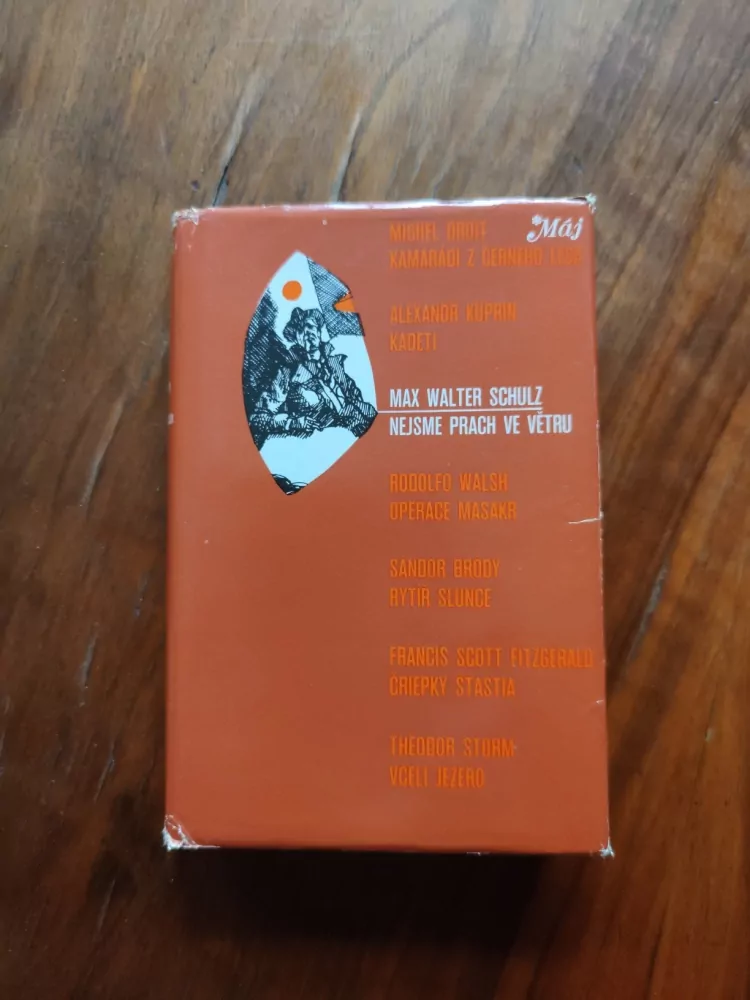 MICHEL DROIT
*Máj
KAMARÁDI Z ČERNÉHO LESA
ALEXANDR KUPRIN
KADETI
MAX WALTER SCHULZ
NEJSME PRACH VE VĚTRU
RODOLFO WALSH
OPERACE MASAKR
SÁNDOR BRÓDY
RYTÍŘ SLUNCE
FRANCIS SCOTT FITZGERALD
ČRIEPKY ŠŤASTIA
THEODOR STORM
VČELÍ JEZERO